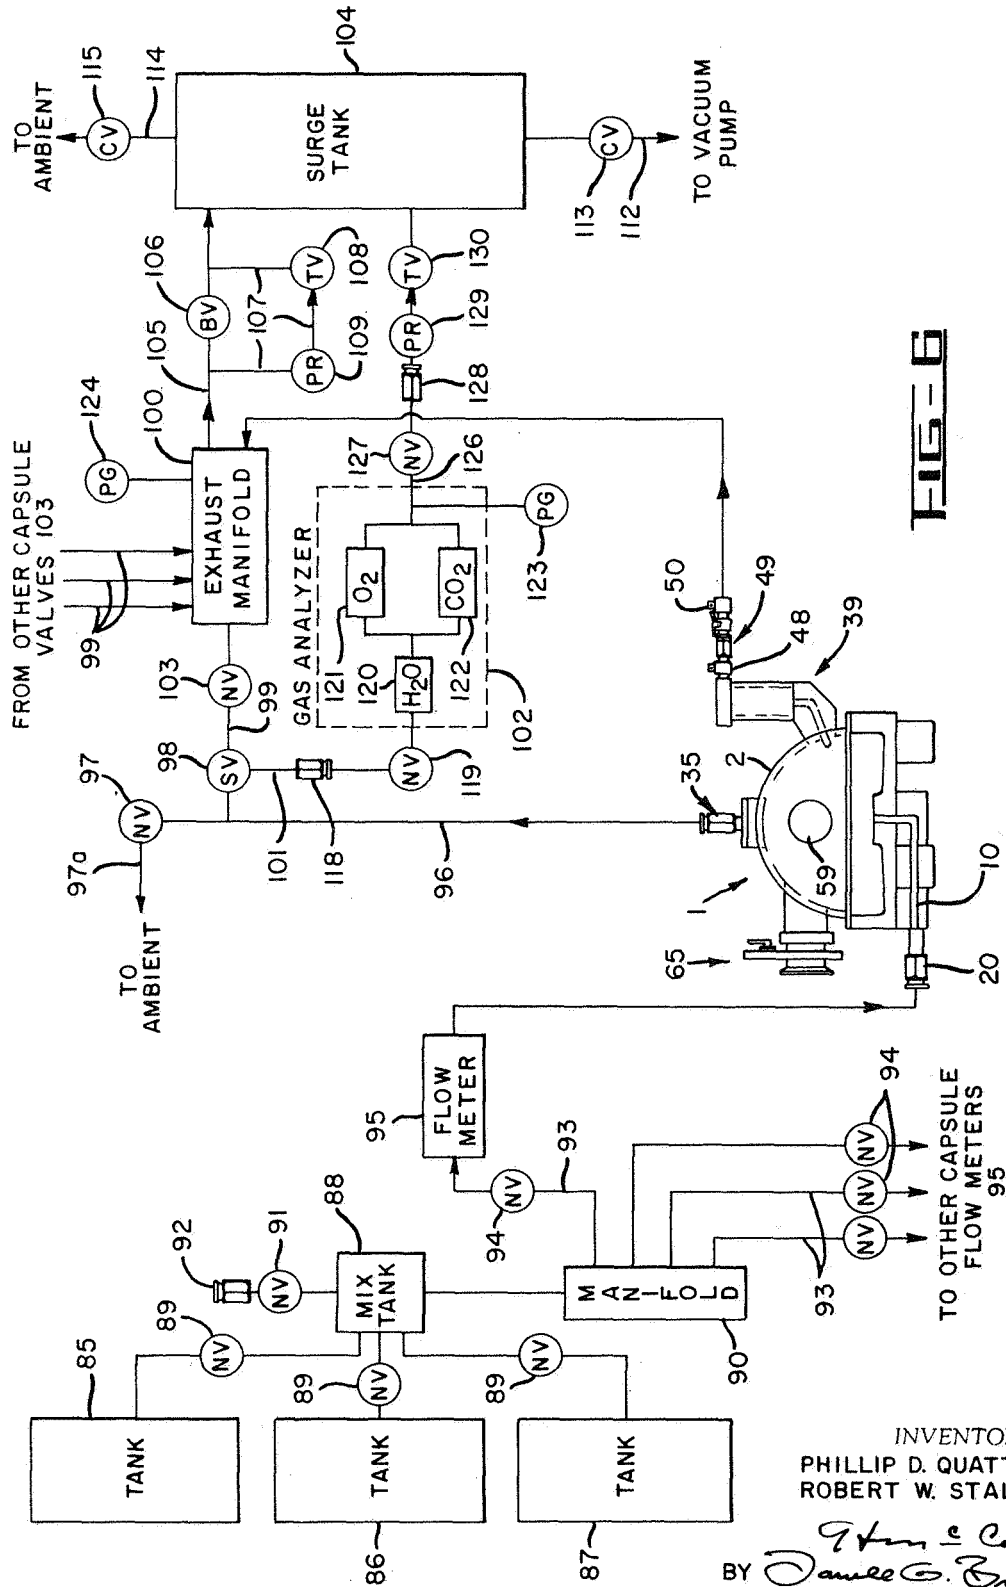 FIG-6
TO
AMBIENT
CV
115
114
104
SURGE
TANK
CV
113
112
TO VACUUM
PUMP
FROM OTHER CAPSULE
VALVES 103
99
PG
124
100
105
BV
106
107
TV
108
PR
109
EXHAUST
MANIFOLD
103
NV
99
98
SV
97
NV
97a
TO
AMBIENT
101
118
96
GAS ANALYZER
O2
121
120
H2O
CO2
122
102
NV
119
PG
123
126
127
NV
128
PR
129
TV
130
50
49
48
39
2
35
59
1
65
10
20
FLOW
METER
95
93
NV
94
88
MIX
TANK
NV
91
92
MANIFOLD
90
93
NV
NV
NV
94
TO OTHER CAPSULE
FLOW METERS
95
89
NV
89
NV
89
NV
85
TANK
86
TANK
87
TANK
PHILLIP D.
ROBERT W.
BY